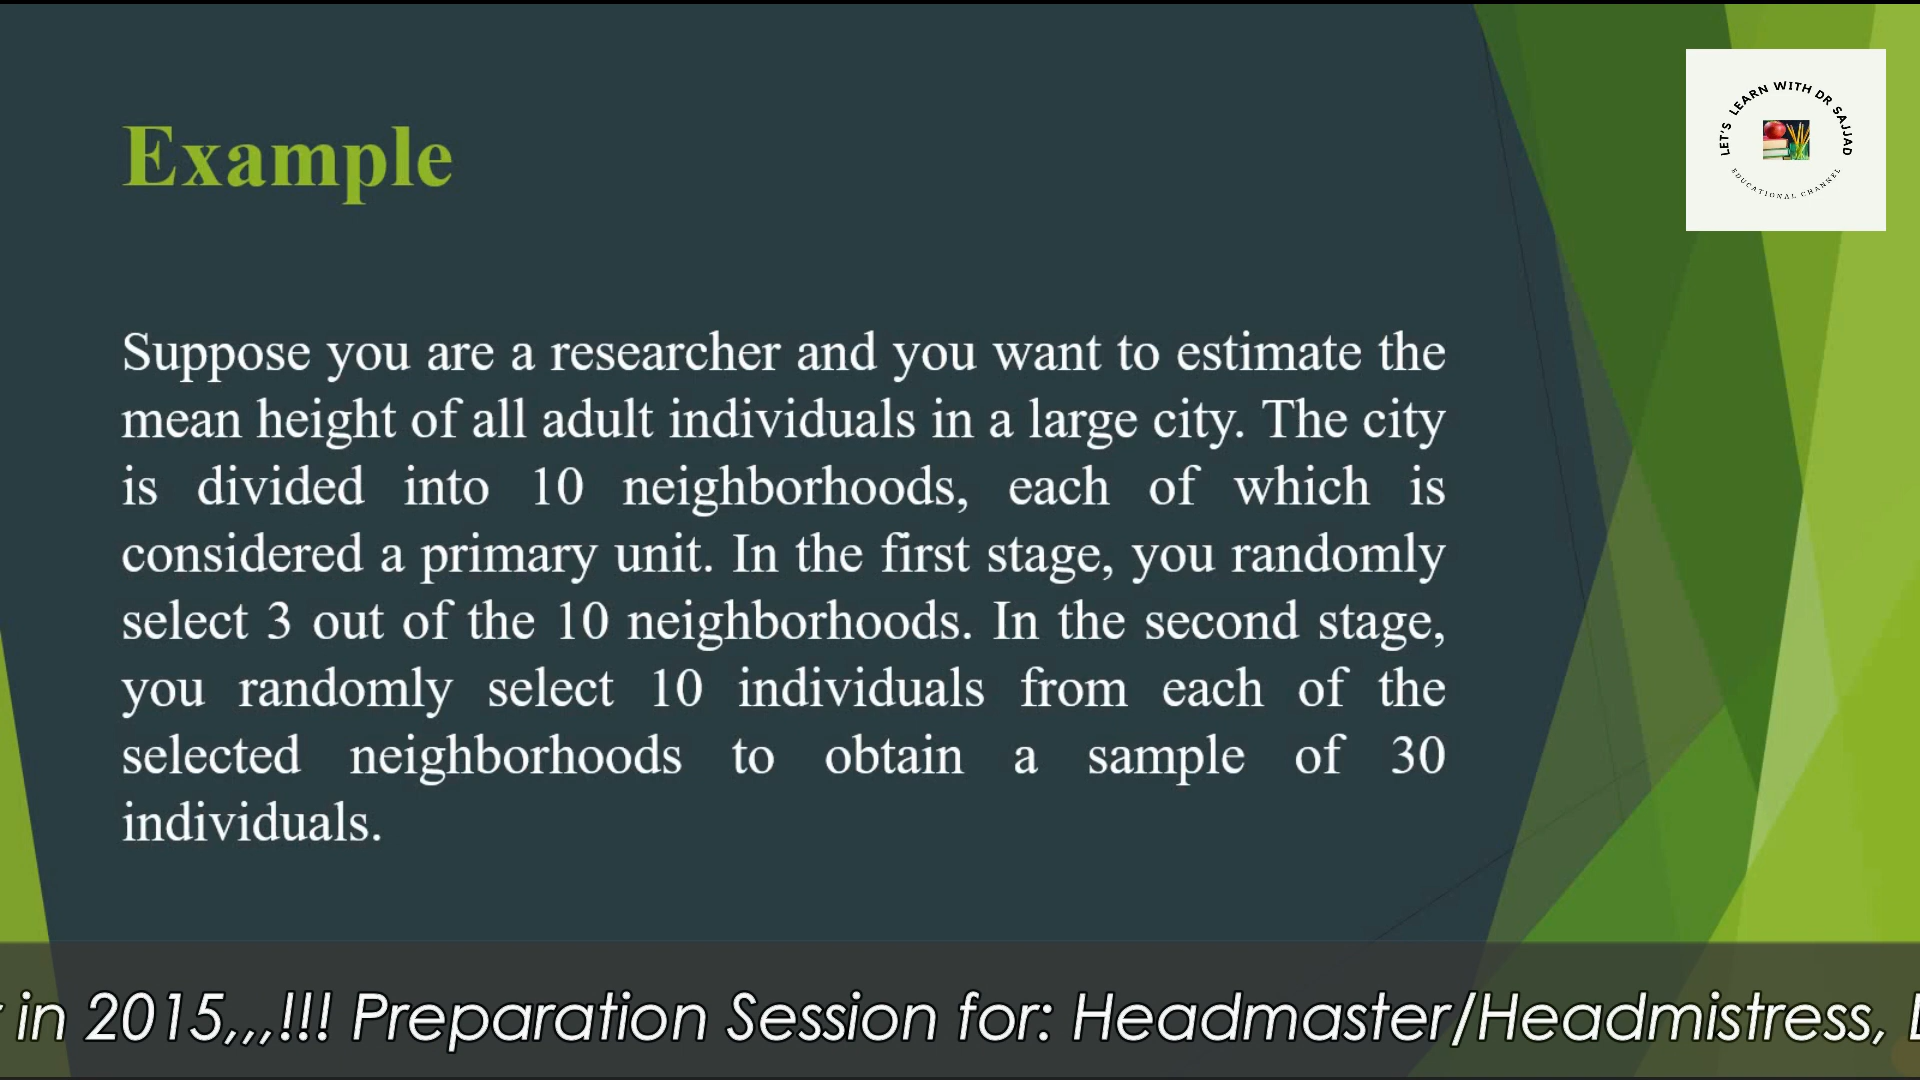 LET'S LEARN WITH DR SAJJAD
EDUCATIONAL CHANNEL
Example
Suppose you are a researcher and you want to estimate the
mean height of all adult individuals in a large city. The city
is divided into 10 neighborhoods, each of which is
considered a primary unit. In the first stage, you randomly
select 3 out of the 10 neighborhoods. In the second stage,
you randomly select 10 individuals from each of the
selected neighborhoods to obtain a sample of 30
individuals.
in 2015,,,!!! Preparation Session for: Headmaster/Headmistress,